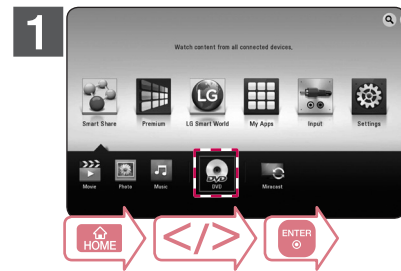 1
Watch content from all connected devices.
Smart Share Premium LG Smart World My Apps Input Settings
LG
Movie Photo Music DVD Miracast
DVD
HOME </> ENTER